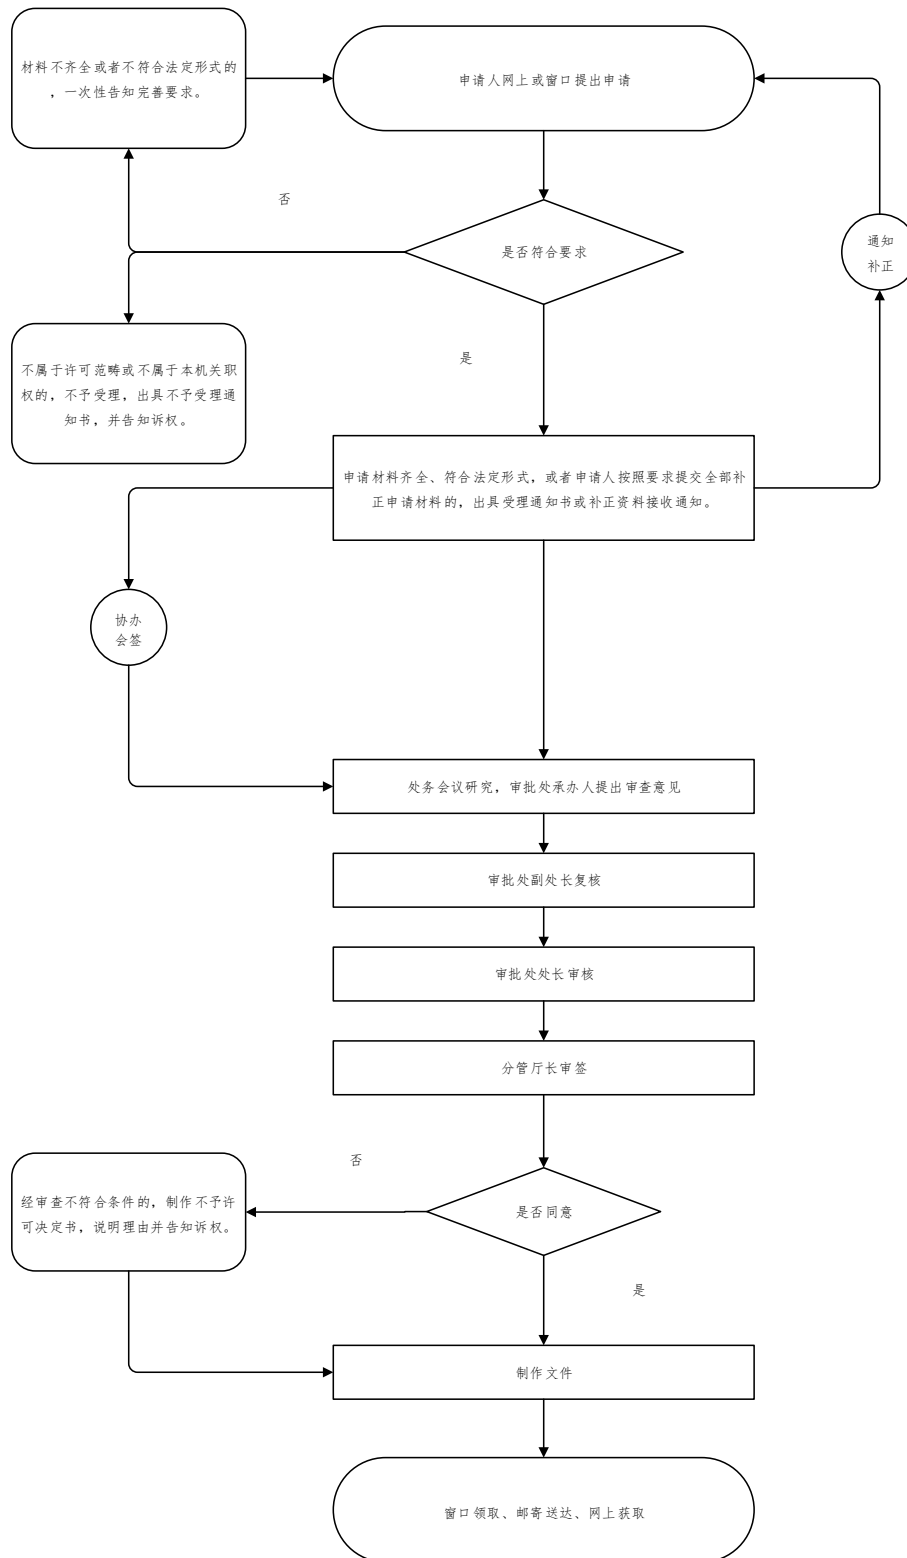 材料不齐全或者不符合法定形式的
，一次性告知完善要求。
申请人网上或窗口提出申请
否
是否符合要求
通知
补正
是
不属于许可范畴或不属于本机关职
权的，不予受理，出具不予受理通
知书，并告知诉权。
申请材料齐全、符合法定形式，或者申请人按照要求提交全部补
正申请材料的，出具受理通知书或补正资料接收通知。
协办
会签
处务会议研究，审批处承办人提出审查意见
审批处副处长复核
审批处处长审核
分管厅长审签
否
经审查不符合条件的，制作不予许
可决定书，说明理由并告知诉权。
是否同意
是
制作文件
窗口领取、邮寄送达、网上获取